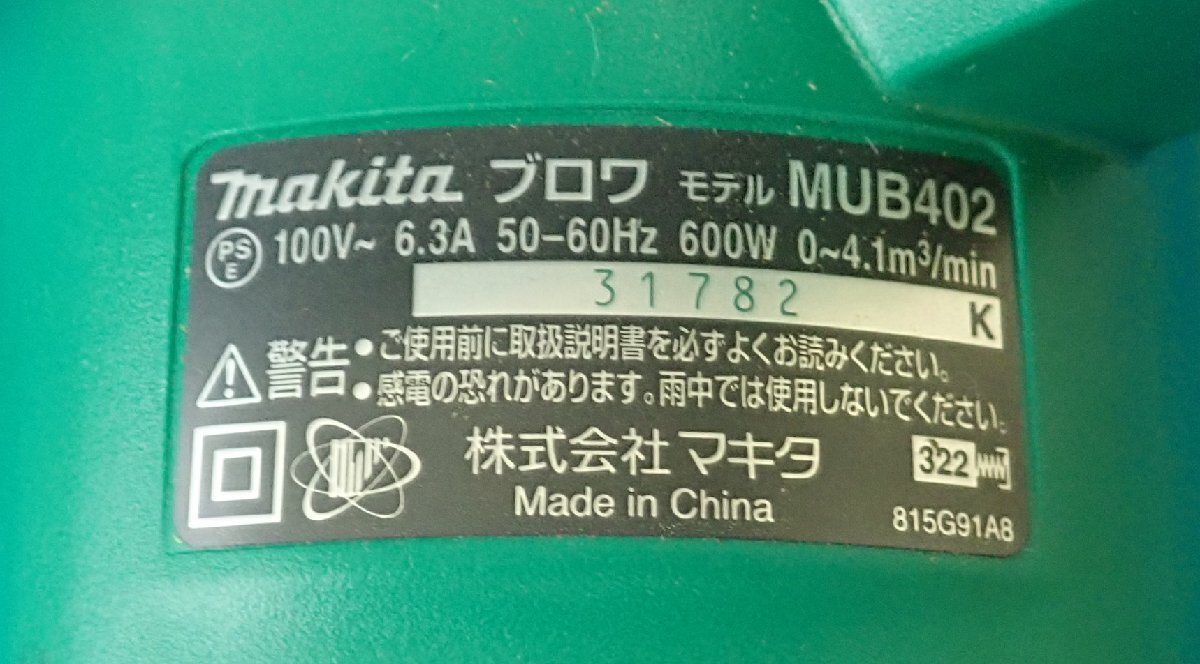 makita ブロワ モデル MUB402
PSE 100V~ 6.3A 50-60Hz 600W 0~4.1m³/min
31782 K
警告 •ご使用前に取扱説明書を必ずよくお読みください。
•感電の恐れがあります。雨中では使用しないでください。
株式会社 マキタ 322
Made in China
815G91A8